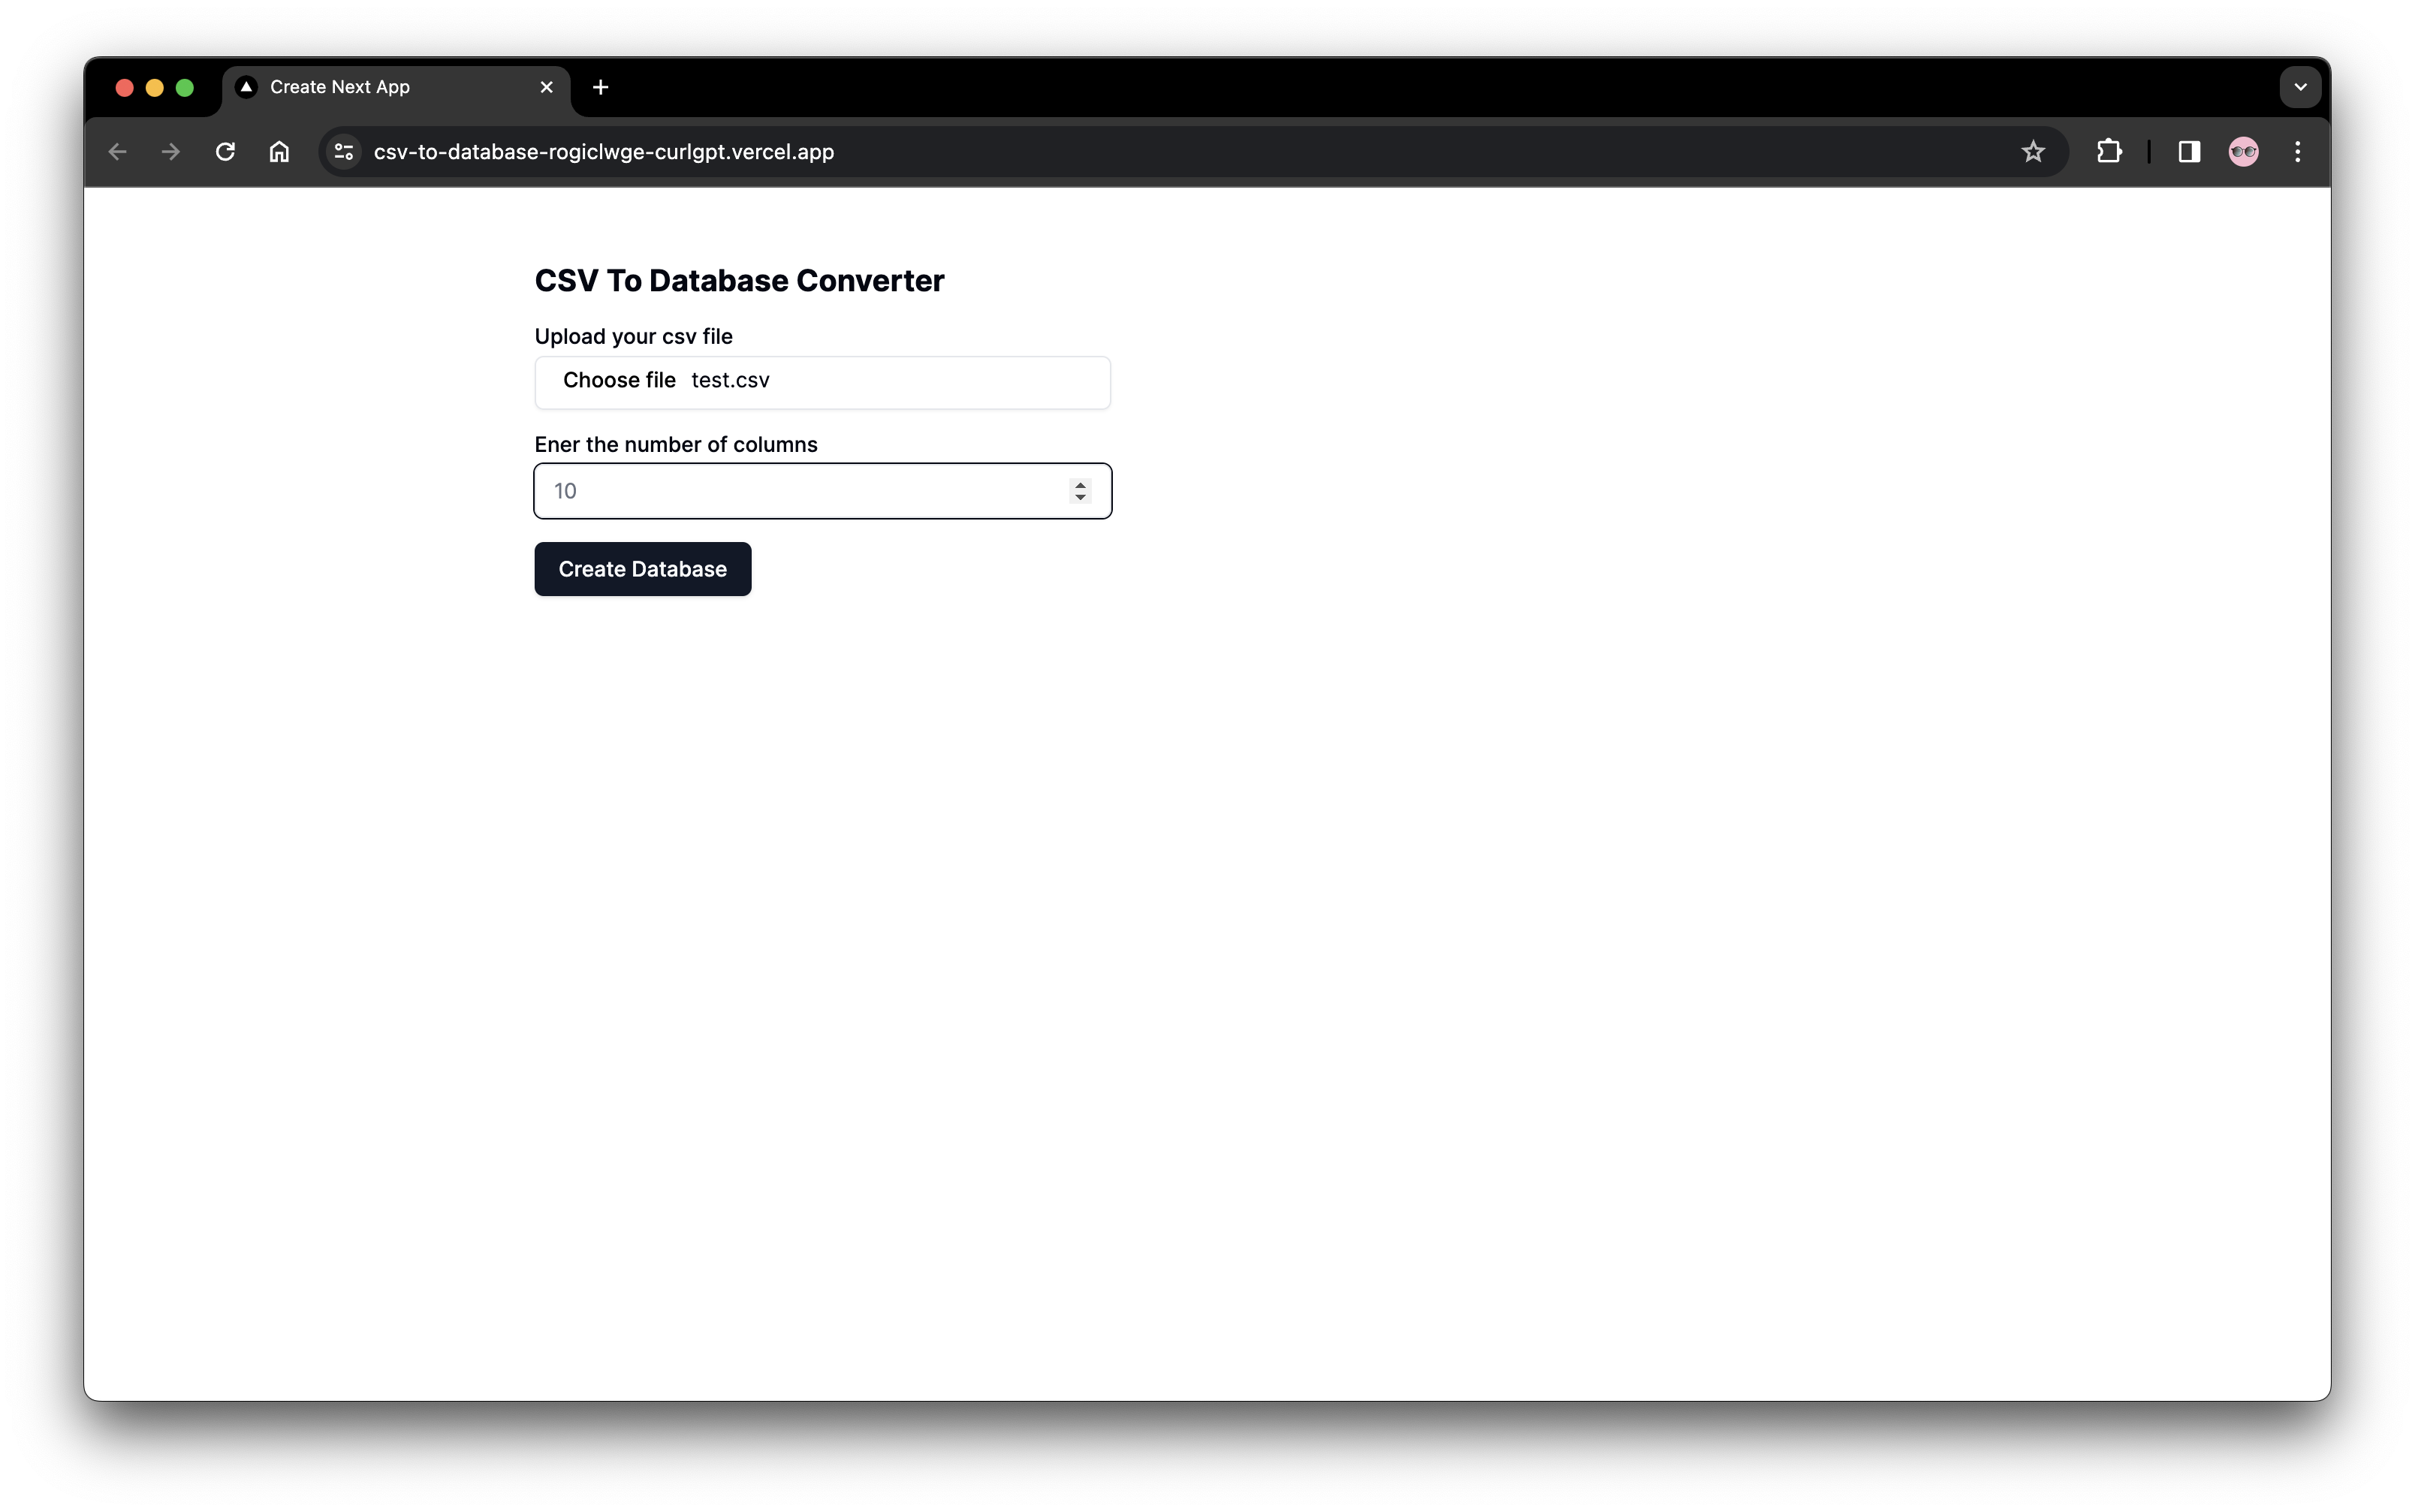 Create Next App
csv-to-database-rogiclwge-curlgpt.vercel.app
CSV To Database Converter
Upload your csv file
Choose file test.csv
Ener the number of columns
10
Create Database